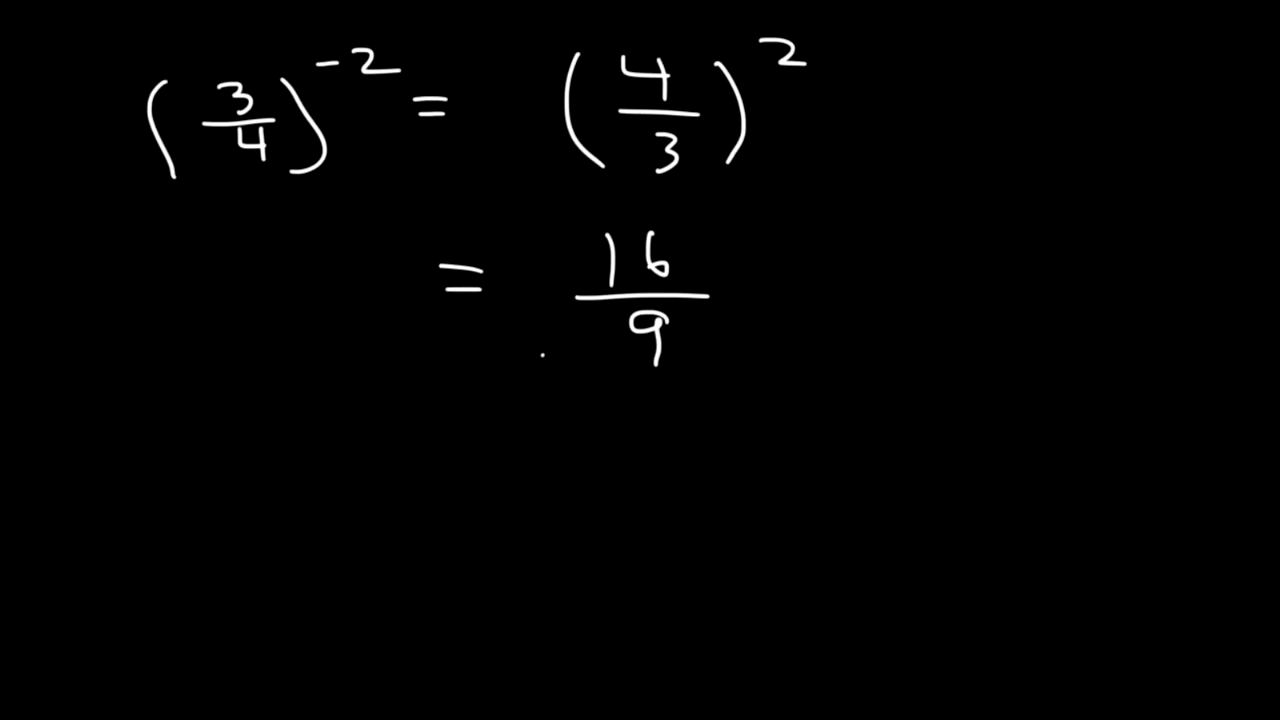 (3/4)^-2 = (4/3)^2
= 16/9